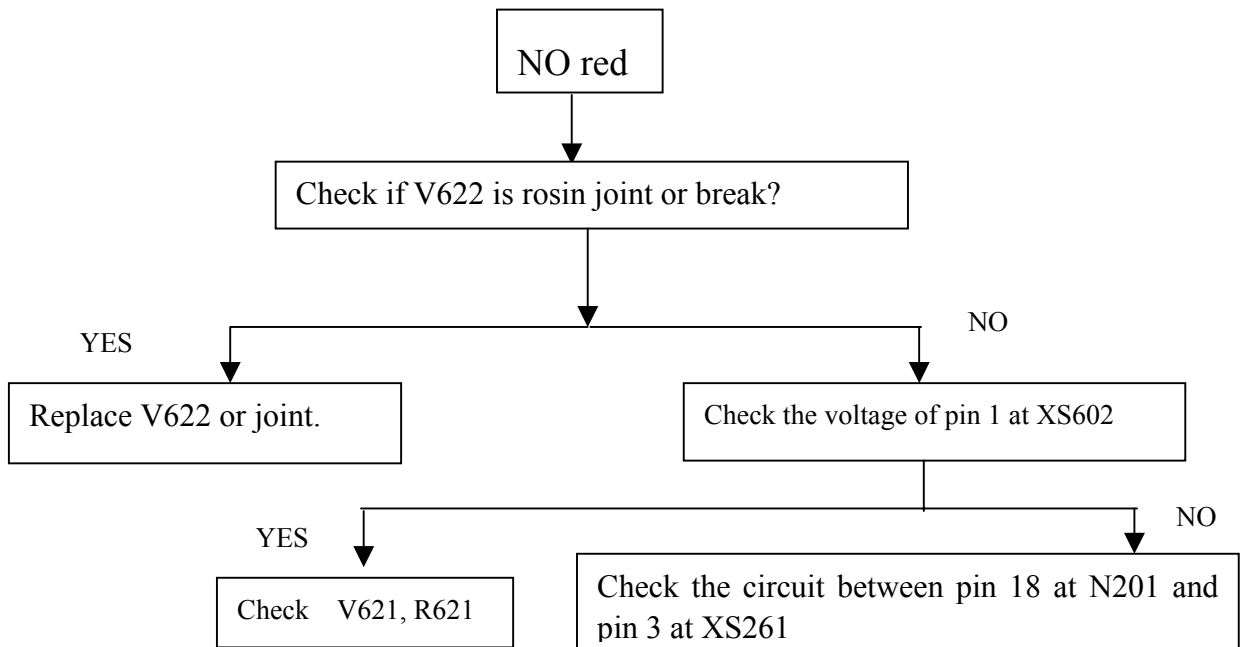 NO red
Check if V622 is rosin joint or break?
YES
NO
Replace V622 or joint.
Check the voltage of pin 1 at XS602
YES
NO
Check V621, R621
Check the circuit between pin 18 at N201 and
pin 3 at XS261